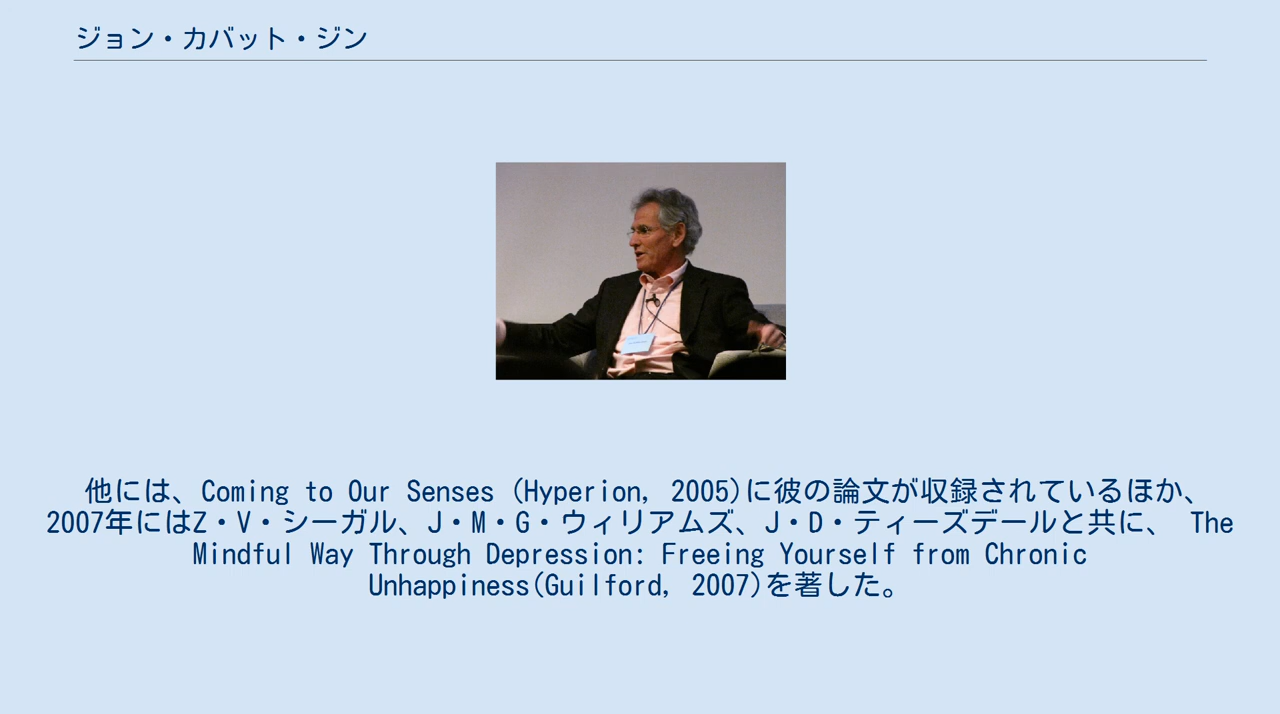 ジョン・カバット・ジン
他には、Coming to Our Senses (Hyperion, 2005)に彼の論文が収録されているほか、
2007年にはZ・V・シーガル、J・M・G・ウィリアムズ、J・D・ティーズデールと共に、 The
Mindful Way Through Depression: Freeing Yourself from Chronic
Unhappiness(Guilford, 2007)を著した。